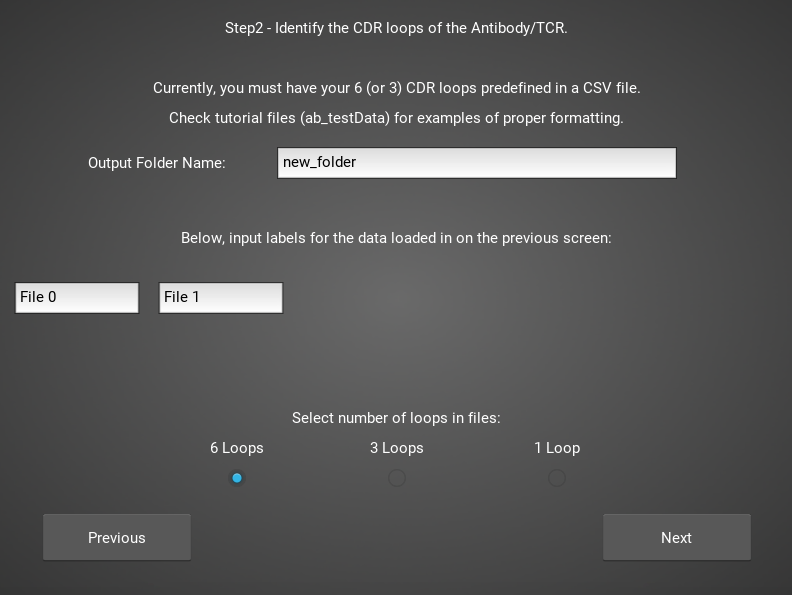 Step2 - Identify the CDR loops of the Antibody/TCR.
Currently, you must have your 6 (or 3) CDR loops predefined in a CSV file.
Check tutorial files (ab_testData) for examples of proper formatting.
Output Folder Name: new_folder
Below, input labels for the data loaded in on the previous screen:
File 0 File 1
Select number of loops in files:
6 Loops 3 Loops 1 Loop
Previous Next